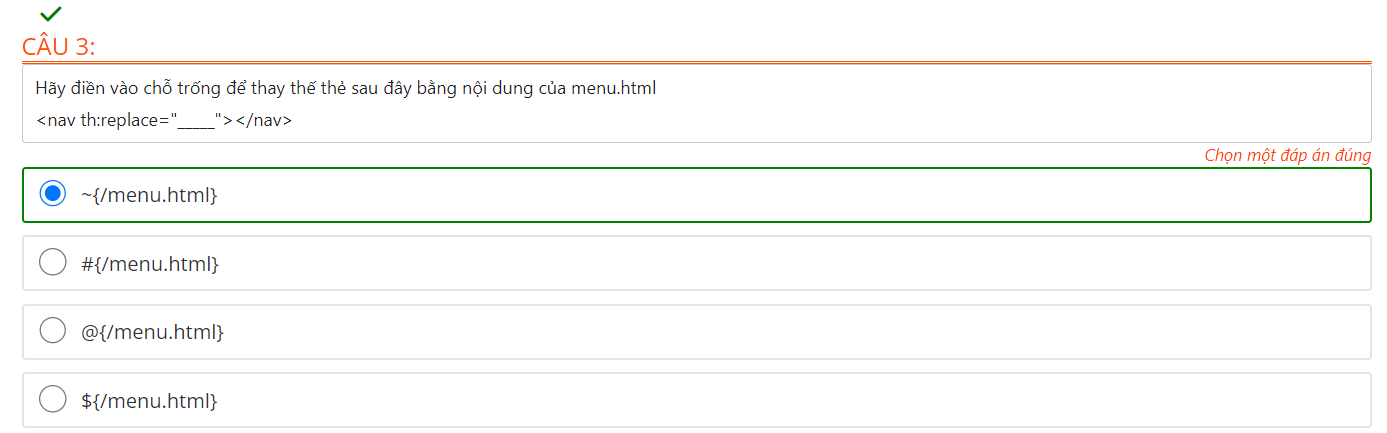 CÂU 3:
Hãy điền vào chỗ trống để thay thế thẻ sau đây bằng nội dung của menu.html
<nav th:replace="_____"></nav>
Chọn một đáp án đúng
~{/menu.html}
#{/menu.html}
@{/menu.html}
${/menu.html}